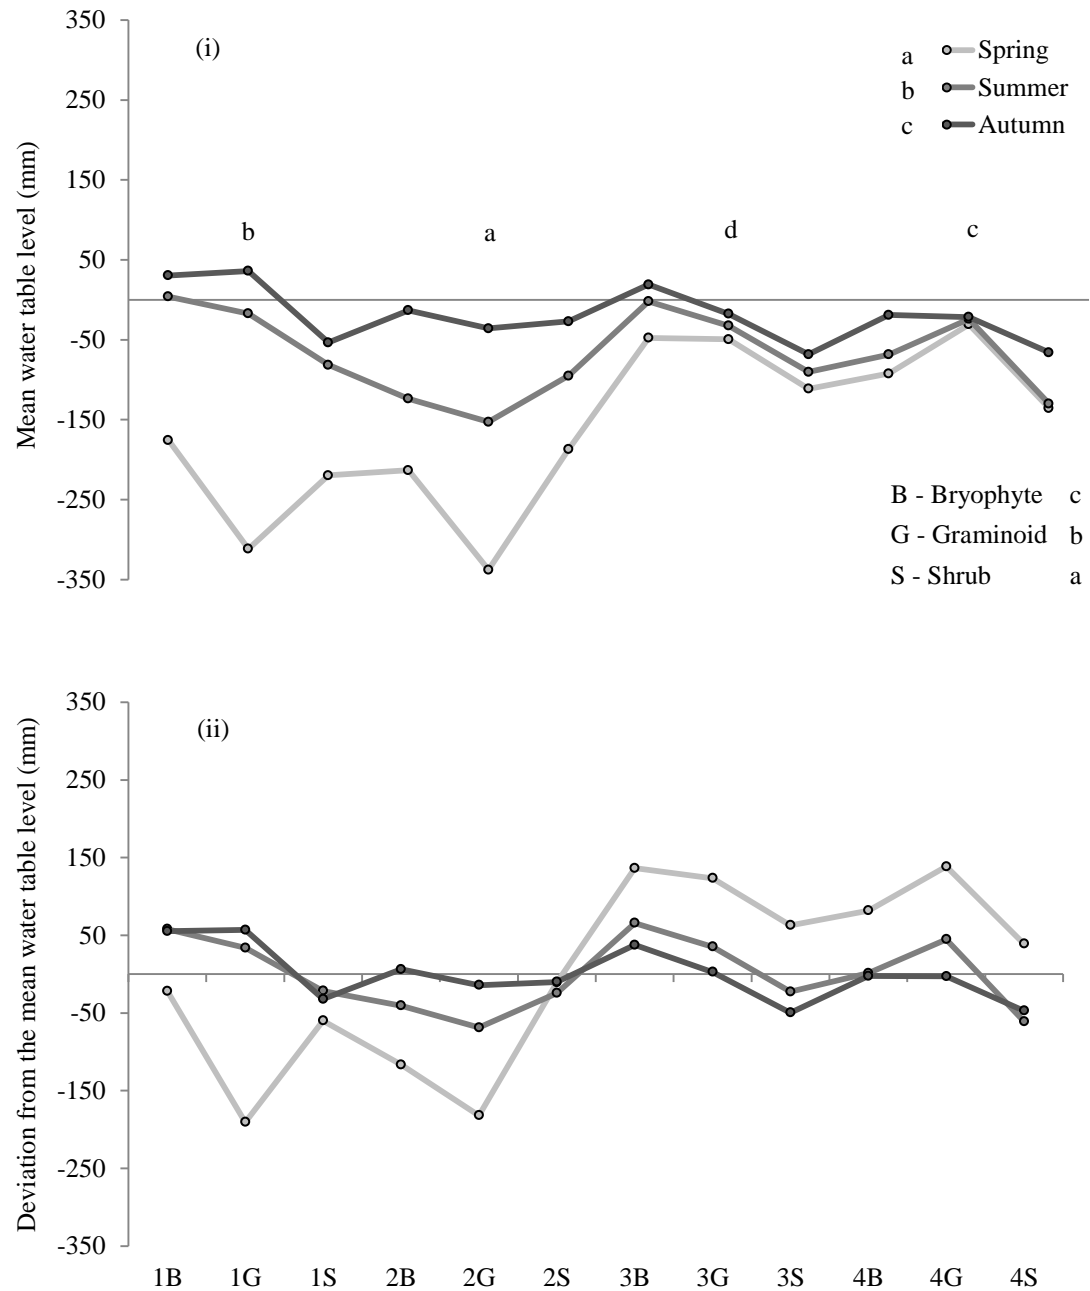 350
250
150
50
-50
-150
-250
-350
Mean water table level (mm)
(i)
a Spring
b Summer
c Autumn
b a d c
B - Bryophyte c
G - Graminoid b
S - Shrub a
350
250
150
50
-50
-150
-250
-350
Deviation from the mean water table level (mm)
(ii)
1B 1G 1S 2B 2G 2S 3B 3G 3S 4B 4G 4S